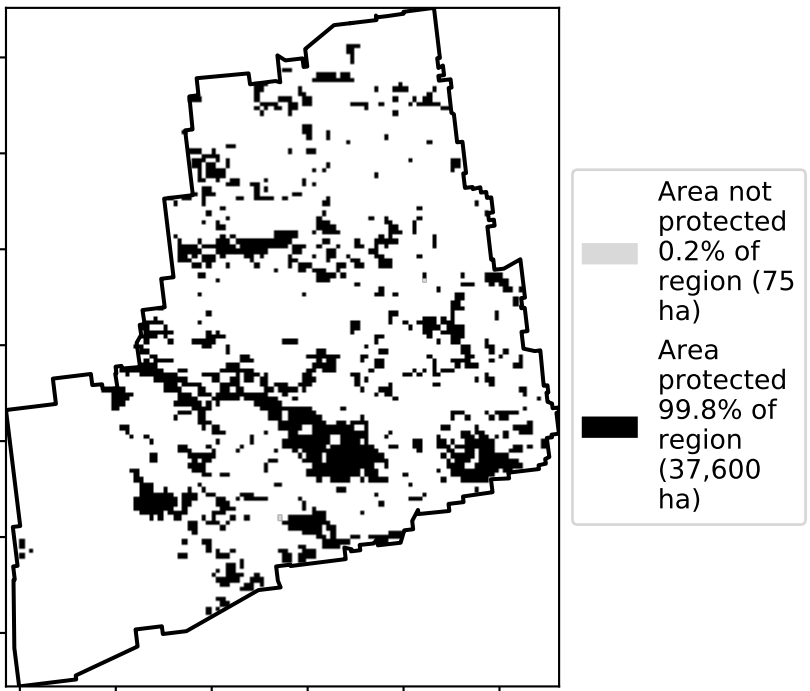 Area not
protected
0.2% of
region (75
ha)
Area
protected
99.8% of
region
(37,600
ha)